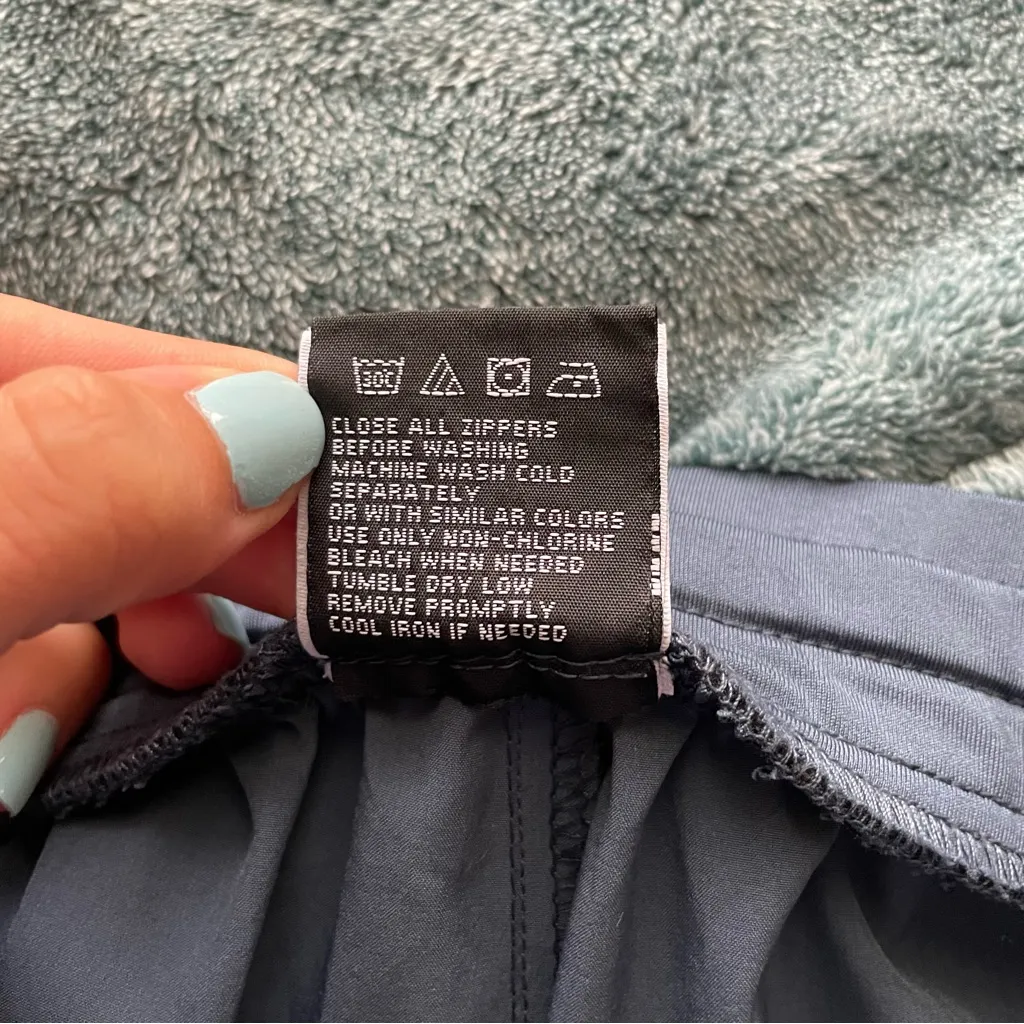 30C
CLOSE ALL ZIPPERS
BEFORE WASHING
MACHINE WASH COLD
SEPARATELY
OR WITH SIMILAR COLORS
USE ONLY NON-CHLORINE
BLEACH WHEN NEEDED
TUMBLE DRY LOW
REMOVE PROMPTLY
COOL IRON IF NEEDED